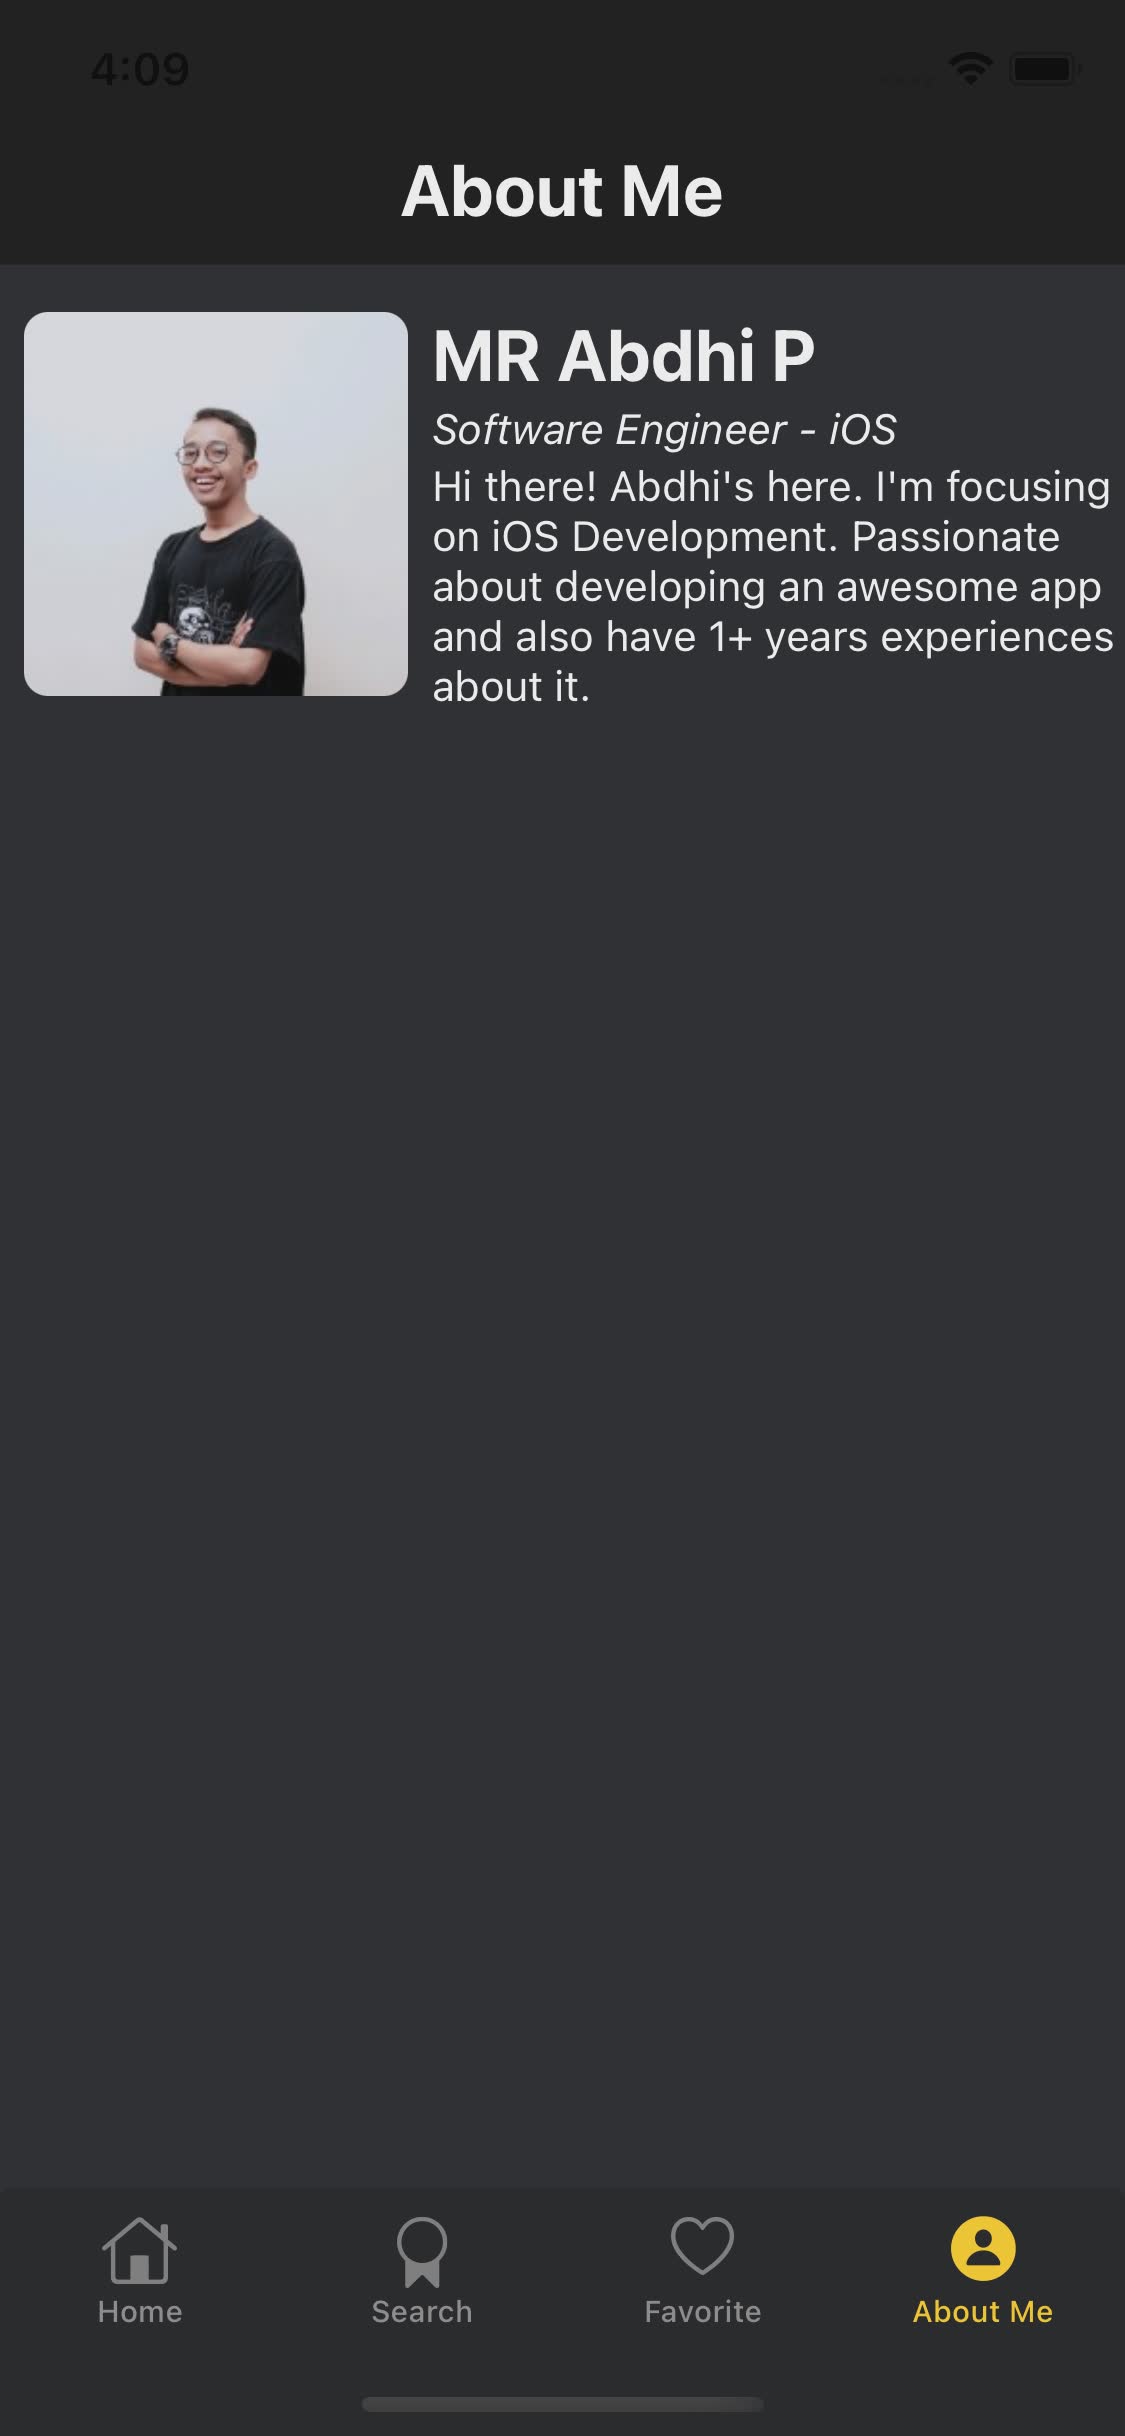 4:09
About Me
MR Abdhi P
Software Engineer - iOS
Hi there! Abdhi's here. I'm focusing
on iOS Development. Passionate
about developing an awesome app
and also have 1+ years experiences
about it.
Home
Search
Favorite
About Me